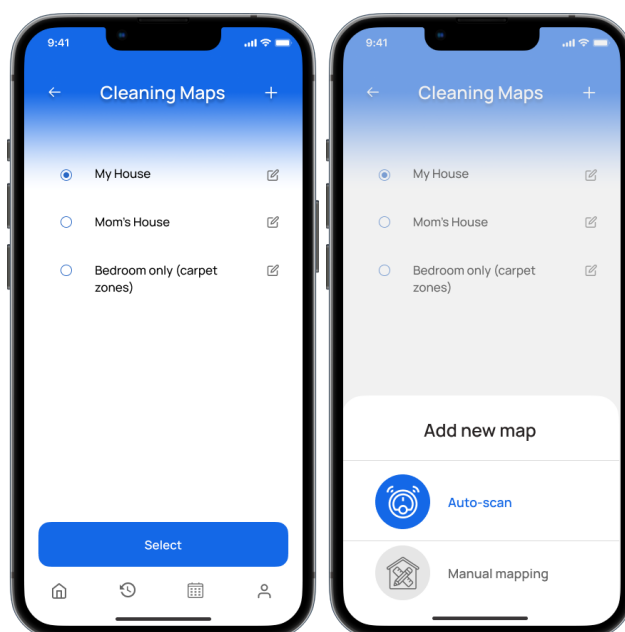 9:41
Cleaning Maps
My House
Mom's House
Bedroom only (carpet
zones)
Select
9:41
Cleaning Maps
My House
Mom's House
Bedroom only (carpet
zones)
Add new map
Auto-scan
Manual mapping